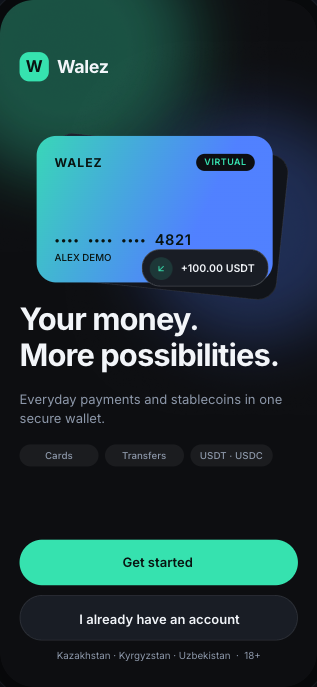 W Walez
WALEZ VIRTUAL
•••• •••• •••• 4821
ALEX DEMO
+100.00 USDT
Your money.
More possibilities.
Everyday payments and stablecoins in one
secure wallet.
Cards Transfers USDT · USDC
Get started
I already have an account
Kazakhstan · Kyrgyzstan · Uzbekistan · 18+